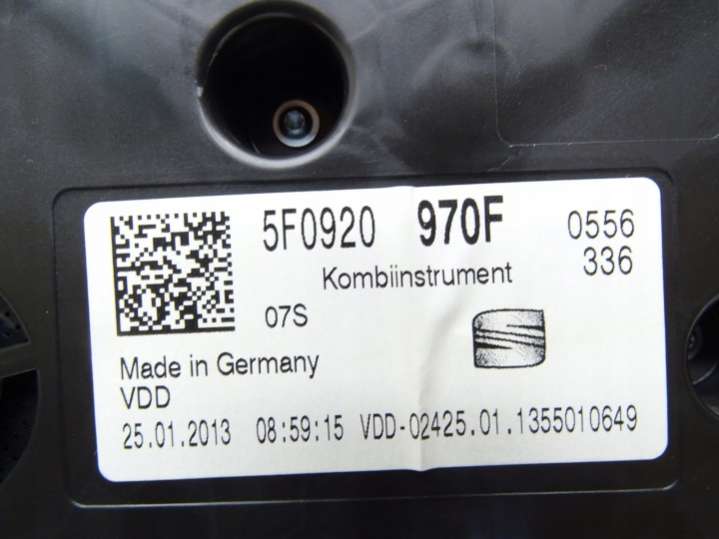 5F0920 970F 0556
Kombiinstrument 336
07S
Made in Germany
VDD
25.01.2013 08:59:15 VDD-02425.01.1355010649